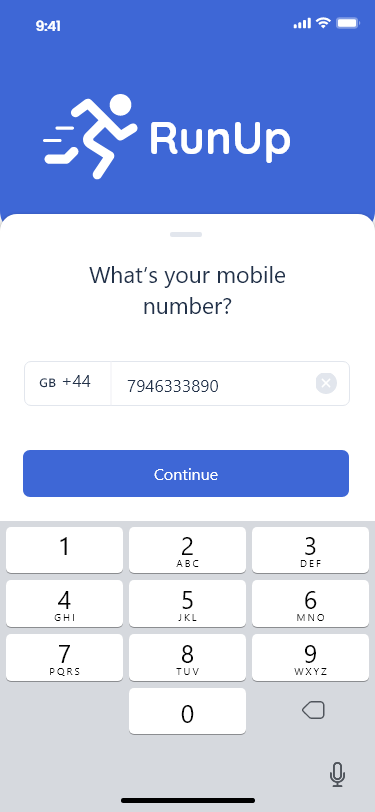 9:41
RunUp
What's your mobile
number?
GB +44 7946333890
Continue
1 2 3
ABC DEF
4 5 6
GHI JKL MNO
7 8 9
PQRS TUV WXYZ
0